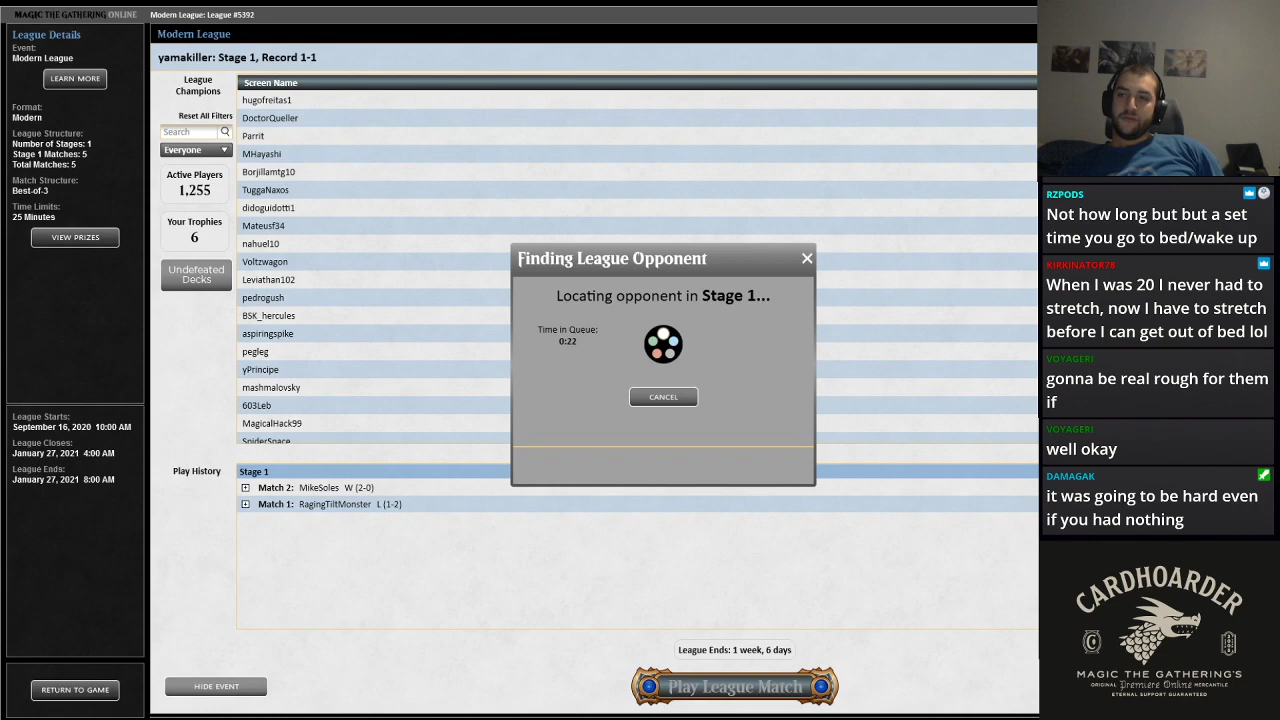 MAGIC THE GATHERING ONLINE
Modern League: League #5392
League Details
Event:
Modern League
LEARN MORE
Format:
Modern
League Structure:
Number of Stages: 1
Stage 1 Matches: 5
Total Matches: 5
Match Structure:
Best-of-3
Time Limits:
25 Minutes
VIEW PRIZES
League Starts:
September 16, 2020 10:00 AM
League Closes:
January 27, 2021 4:00 AM
League Ends:
January 27, 2021 8:00 AM
RETURN TO GAME
Modern League
yamakiller: Stage 1, Record 1-1
League
Champions
Reset All Filters
Search
Everyone
Active Players
1,255
Your Trophies
6
Undefeated
Decks
Screen Name
hugofreitas1
DoctorQueller
Parrit
MHayashi
Borjillamtg10
TuggaNaxos
didoguidotti1
Mateusf34
nahuel10
Voltzwagon
Leviathan102
pedrogush
BSK_hercules
aspiringspike
pegleg
yPrincipe
mashmalovsky
603Leb
MagicalHack99
SpiderSpace
Play History
Stage 1
Match 2: MikeSoles W (2-0)
Match 1: RagingTiltMonster L (1-2)
Finding League Opponent
Locating opponent in Stage 1...
Time in Queue:
0:22
CANCEL
League Ends: 1 week, 6 days
HIDE EVENT
Play League Match
RZPODS
Not how long but but a set
time you go to bed/wake up
KIRKINATOR78
When I was 20 I never had to
stretch, now I have to stretch
before I can get out of bed lol
VOYAGERI
gonna be real rough for them
if
VOYAGERI
well okay
DAMAGAK
it was going to be hard even
if you had nothing
CARDHOARDER
MAGIC THE GATHERING'S
ORIGINAL Premiere Online MERCANTILE
ETERNAL SUPPORT GUARANTEED